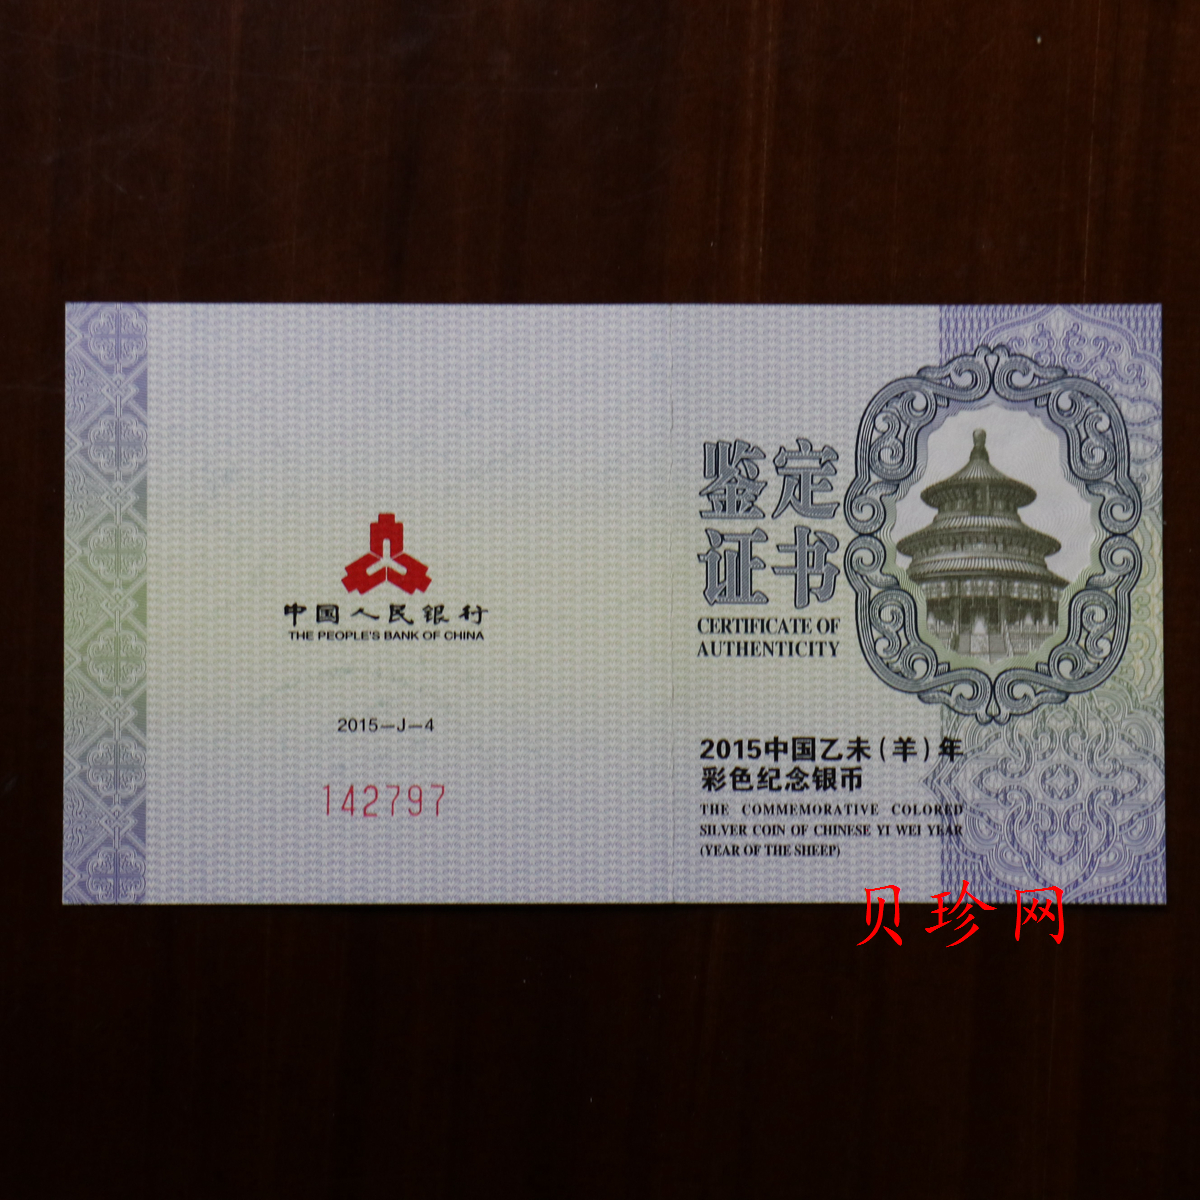 中国人民银行
THE PEOPLE'S BANK OF CHINA
2015—J—4
142797
鉴定
证书
CERTIFICATE OF
AUTHENTICITY
2015中国乙未(羊)年
彩色纪念银币
THE COMMEMORATIVE COLORED
SILVER COIN OF CHINESE YI WEI YEAR
(YEAR OF THE SHEEP)
贝珍网